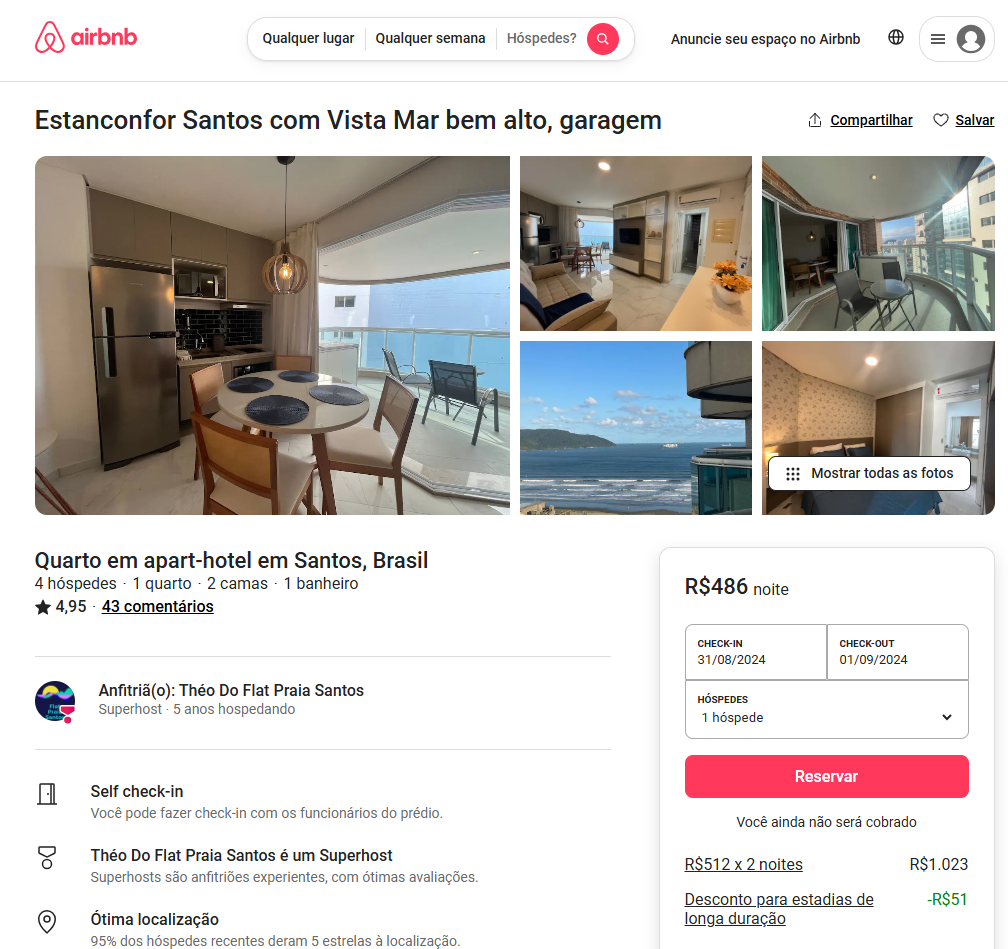 airbnb
Qualquer lugar
Qualquer semana
Hóspedes?
Anuncie seu espaço no Airbnb
Estanconfor Santos com Vista Mar bem alto, garagem
Compartilhar
Salvar
Mostrar todas as fotos
Quarto em apart-hotel em Santos, Brasil
4 hóspedes · 1 quarto · 2 camas · 1 banheiro
4,95 · 43 comentários
Flat
Praia
Santos
Anfitriã(o): Théo Do Flat Praia Santos
Superhost · 5 anos hospedando
Self check-in
Você pode fazer check-in com os funcionários do prédio.
Théo Do Flat Praia Santos é um Superhost
Superhosts são anfitriões experientes, com ótimas avaliações.
Ótima localização
95% dos hóspedes recentes deram 5 estrelas à localização.
R$486 noite
CHECK-IN
31/08/2024
CHECK-OUT
01/09/2024
HÓSPEDES
1 hóspede
Reservar
Você ainda não será cobrado
R$512 x 2 noites
R$1.023
Desconto para estadias de
longa duração
-R$51